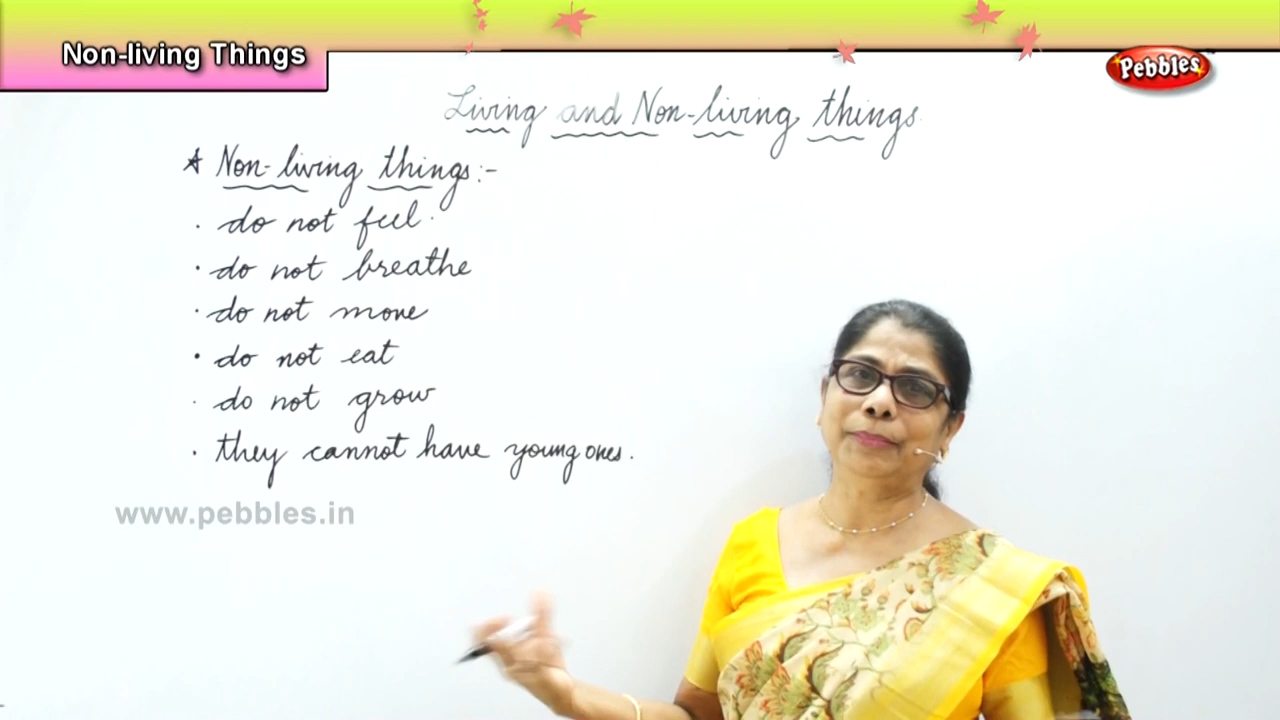 Non-living Things
Pebbles
Living and Non-living things
* Non-living things:-
· do not feel.
· do not breathe
· do not move
· do not eat
· do not grow
· they cannot have young ones.
www.pebbles.in